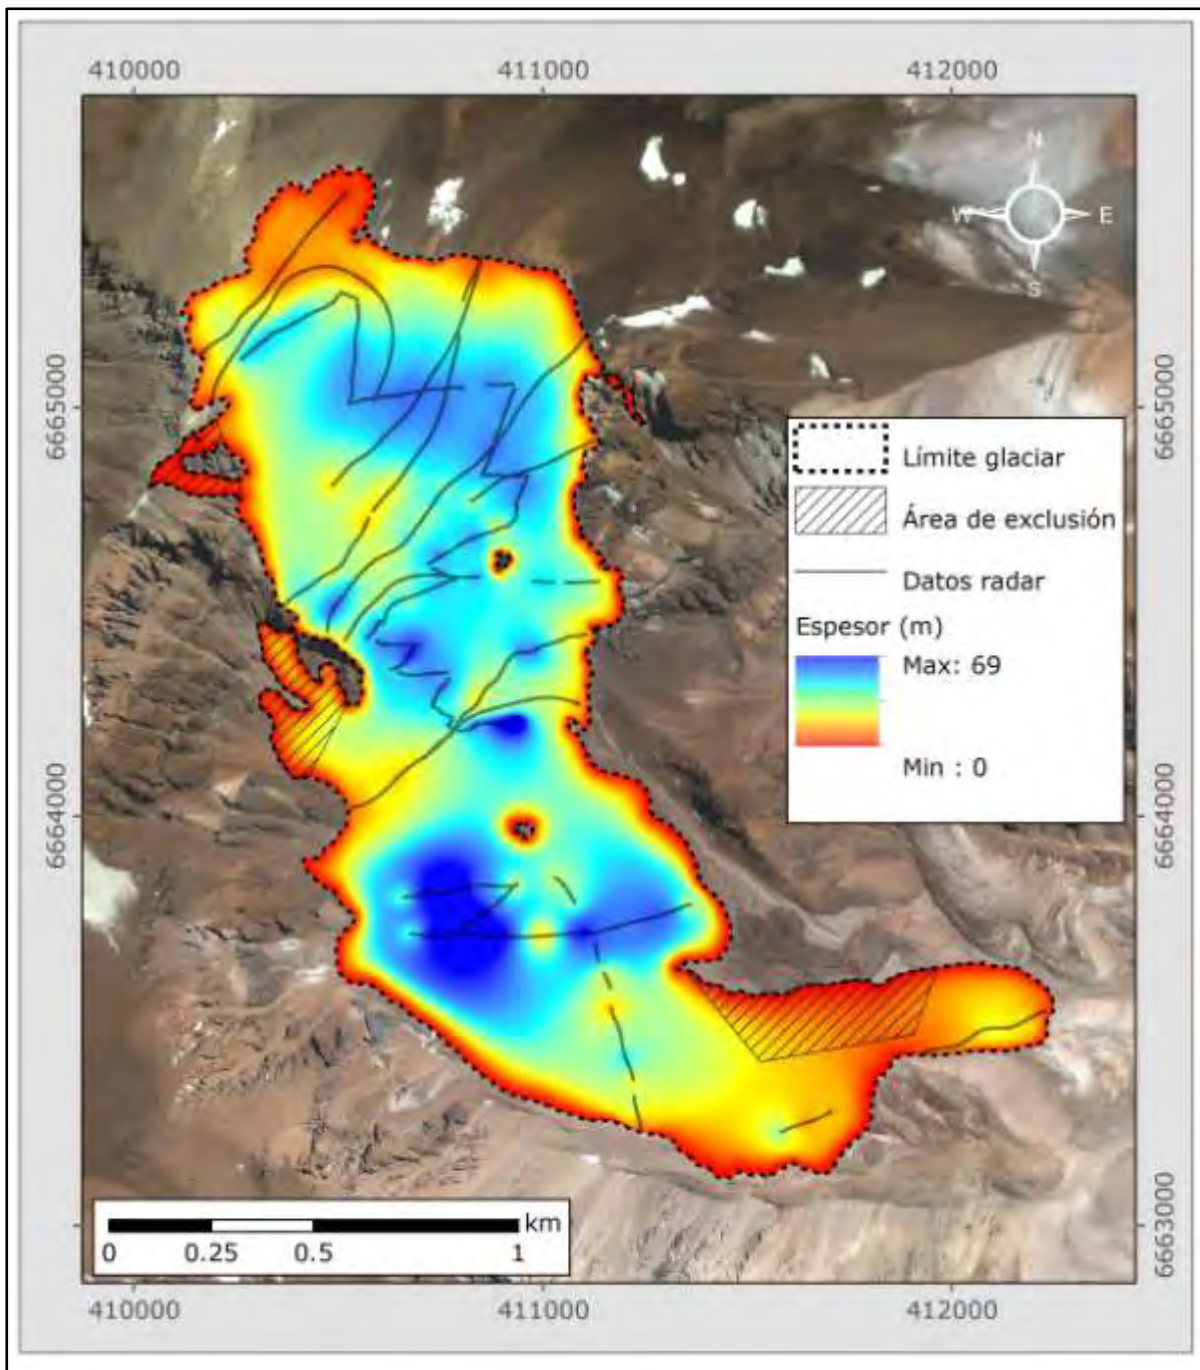 410000 411000 412000
N
W E
S
6665000 6665000
Límite glaciar
Área de exclusión
Datos radar
Espesor (m)
Max: 69
Min : 0
6664000 6664000
6663000
km
0 0.25 0.5 1
410000 411000 412000